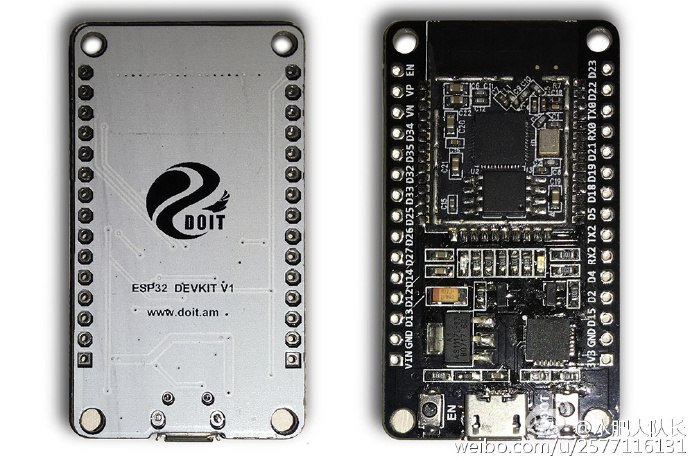 DOIT
ESP32 DEVKIT V1
www.doit.am
EN
VP
VN
D34
D35
D32
D33
D25
D26
D27
D14
D12
D13
GND
VIN
D23
D22
TX0
RX0
D21
D19
D18
D5
TX2
RX2
D4
D2
D15
GND
3V3
EN
weibo.com/u/2577116131